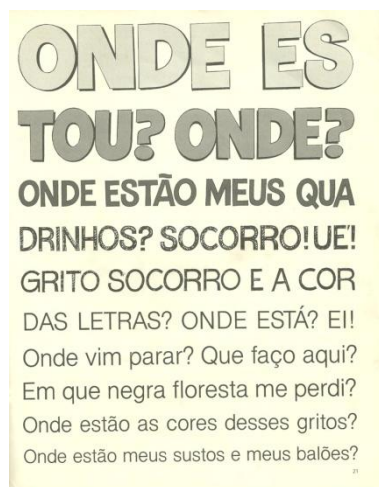 ONDE ES
TOU? ONDE?
ONDE ESTÃO MEUS QUA
DRINHOS? SOCORRO! UÉ!
GRITO SOCORRO E A COR
DAS LETRAS? ONDE ESTÁ? EI!
Onde vim parar? Que faço aqui?
Em que negra floresta me perdi?
Onde estão as cores desses gritos?
Onde estão meus sustos e meus balões?
21